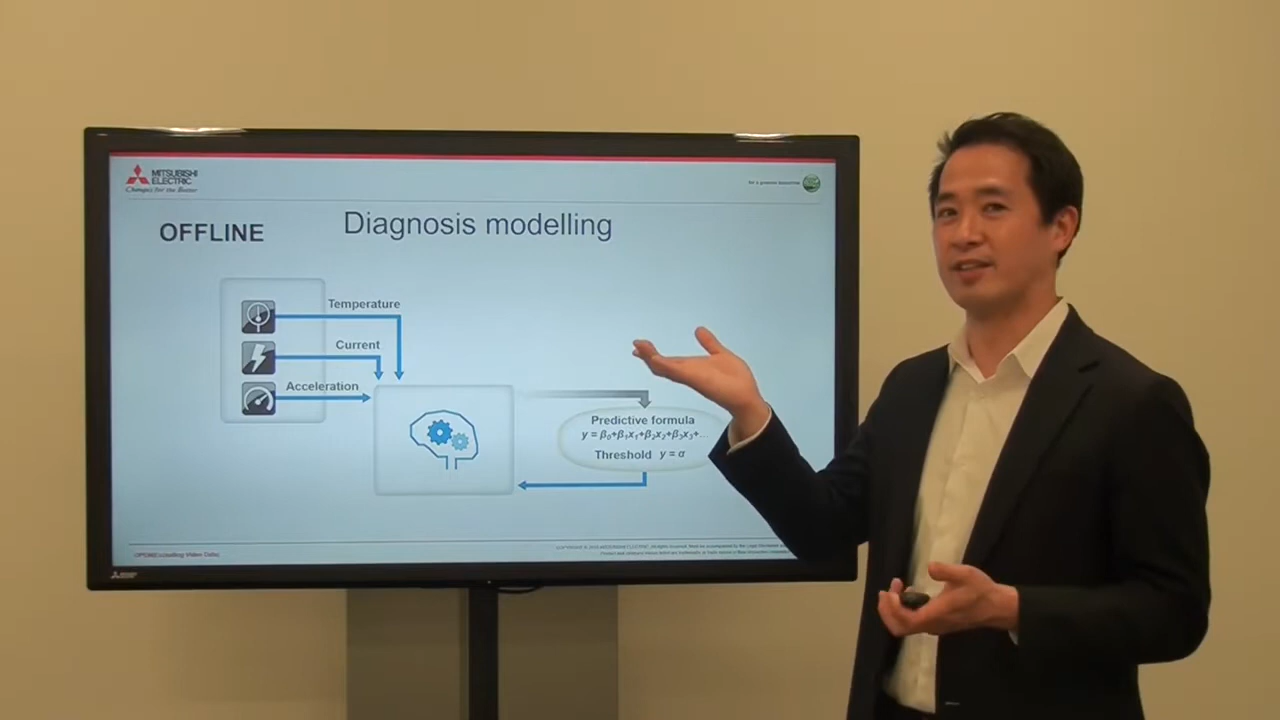 MITSUBISHI
ELECTRIC
Changes for the Better
OFFLINE
Diagnosis modelling
Temperature
Current
Acceleration
Predictive formula
y = β₀+β₁x₁+β₂x₂+β₃x₃+...
Threshold y = α